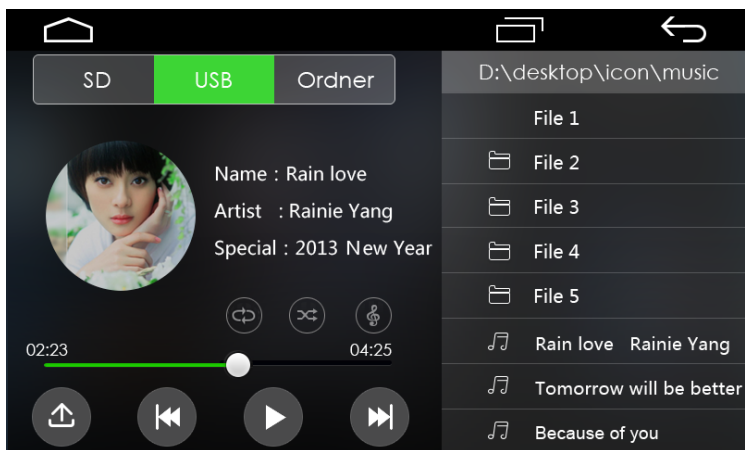 SD USB Ordner
Name : Rain love
Artist : Rainie Yang
Special : 2013 New Year
02:23 04:25
D:\desktop\icon\music
File 1
File 2
File 3
File 4
File 5
Rain love Rainie Yang
Tomorrow will be better
Because of you